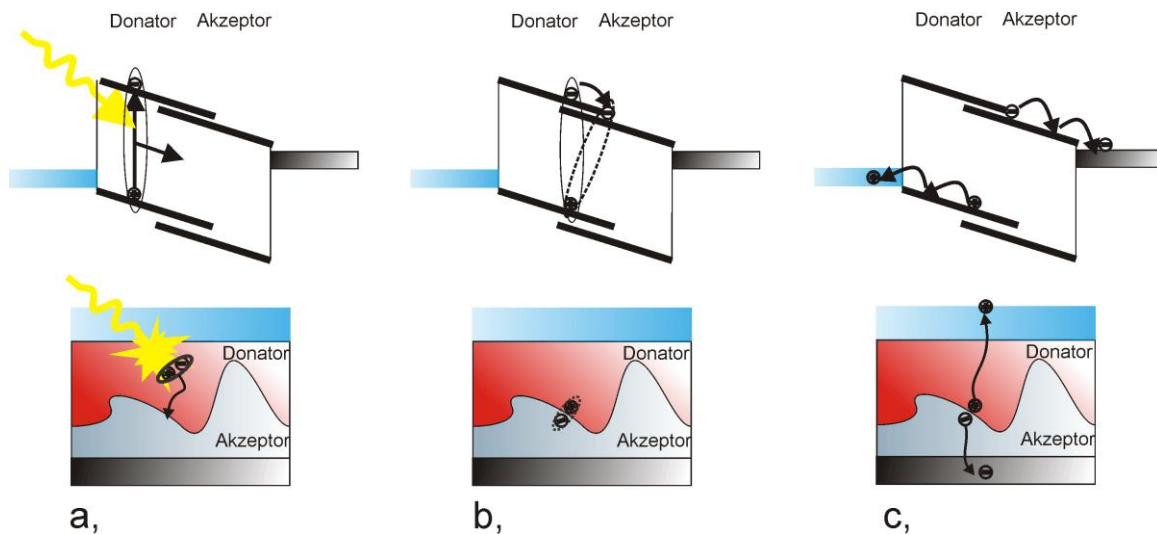 Donator Akzeptor
Donator Akzeptor
Donator Akzeptor
Donator
Akzeptor
Donator
Akzeptor
Donator
Akzeptor
a,
b,
c,